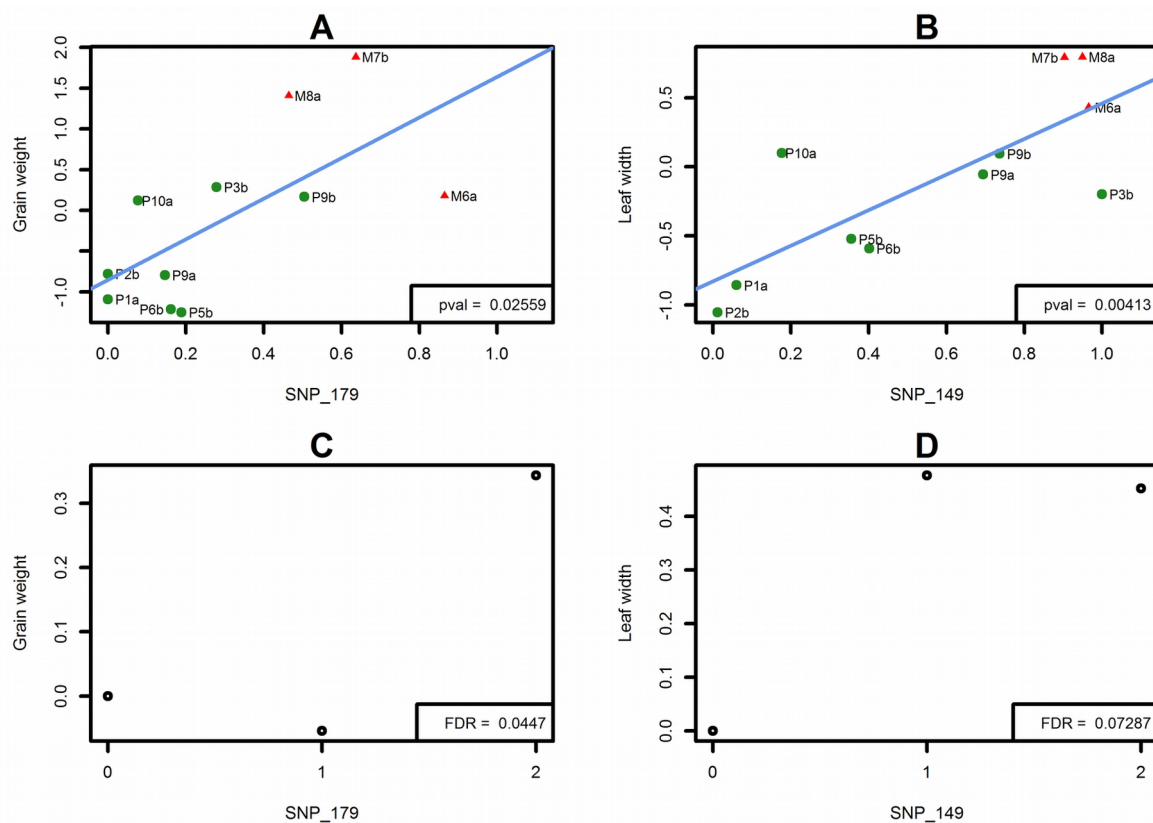 A
B
Grain weight
2.0
1.5
1.0
0.5
0.0
-1.0
M7b
M8a
P3b
P10a
P9b
M6a
P2b
P9a
P1a
P6b
P5b
pval = 0.02559
0.0 0.2 0.4 0.6 0.8 1.0
SNP_179
Leaf width
0.5
0.0
-0.5
-1.0
M7b
M8a
M6a
P10a
P9b
P9a
P3b
P5b
P6b
P1a
P2b
pval = 0.00413
0.0 0.2 0.4 0.6 0.8 1.0
SNP_149
C
D
Grain weight
0.3
0.2
0.1
0.0
FDR = 0.0447
0 1 2
SNP_179
Leaf width
0.4
0.3
0.2
0.1
0.0
FDR = 0.07287
0 1 2
SNP_149